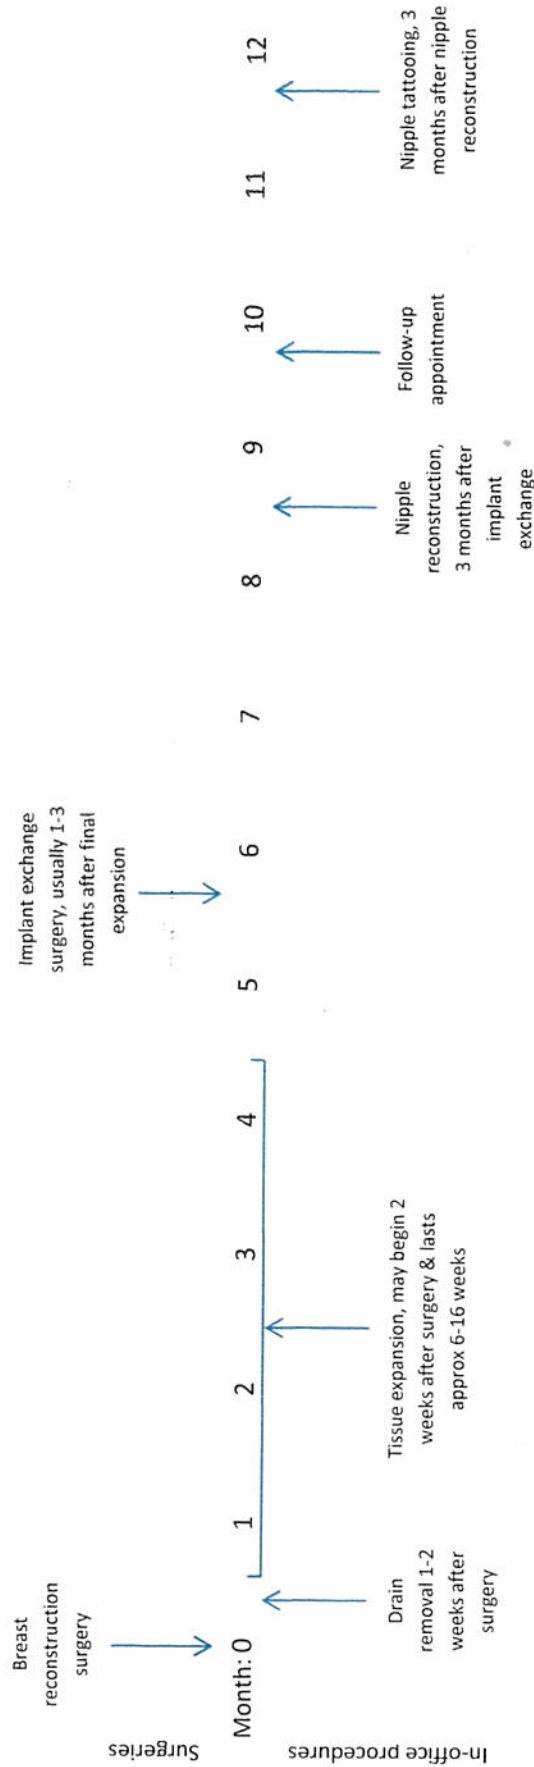 Surgeries
Breast
reconstruction
surgery
Implant exchange
surgery, usually 1-3
months after final
expansion
Month: 0 1 2 3 4 5 6 7 8 9 10 11 12
In-office procedures
Drain
removal 1-2
weeks after
surgery
Tissue expansion, may begin 2
weeks after surgery & lasts
approx 6-16 weeks
Nipple
reconstruction,
3 months after
implant
exchange
Follow-up
appointment
Nipple tattooing, 3
months after nipple
reconstruction